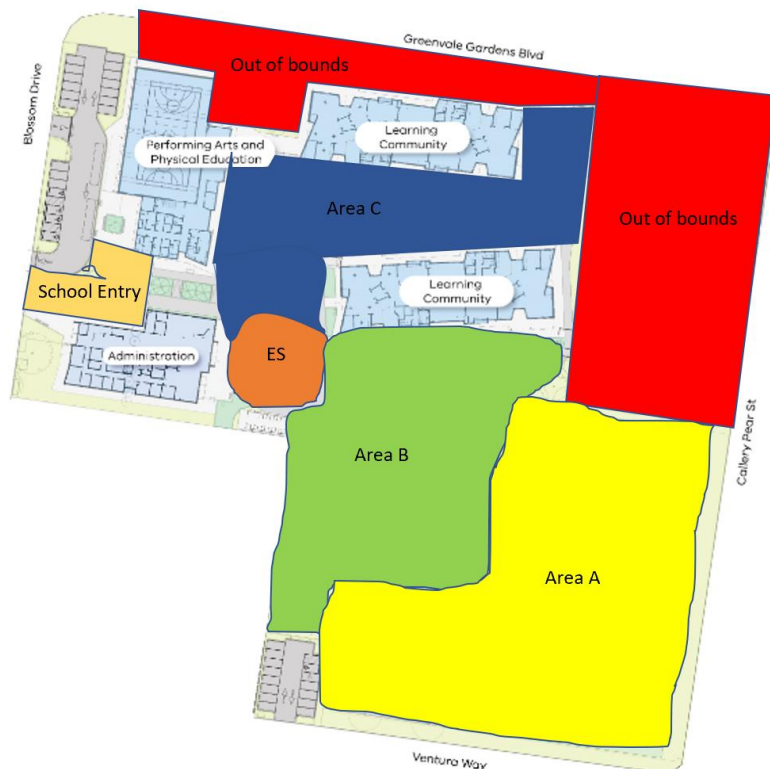 Greenvale Gardens Blvd
Out of bounds
Blossom Drive
Performing Arts and
Physical Education
Learning
Community
Area C
Out of bounds
School Entry
Learning
Community
Administration
ES
Area B
Callery Pear St
Area A
Ventura Way